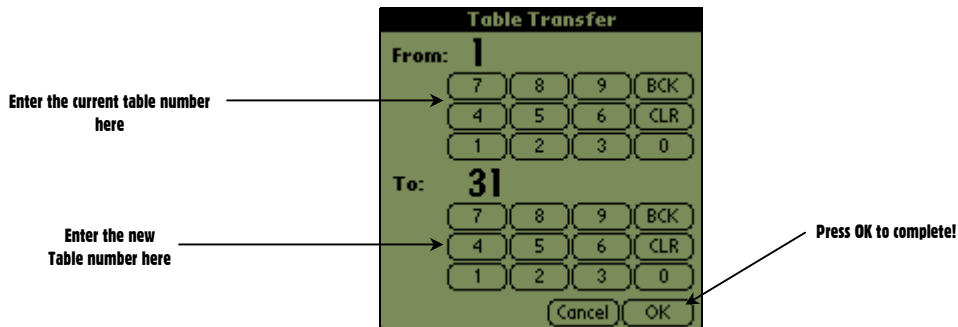 Table Transfer
From: 1
7 8 9 BCK
4 5 6 CLR
1 2 3 0
Enter the current table number
here
To: 31
7 8 9 BCK
4 5 6 CLR
1 2 3 0
Enter the new
Table number here
Press OK to complete!
Cancel OK